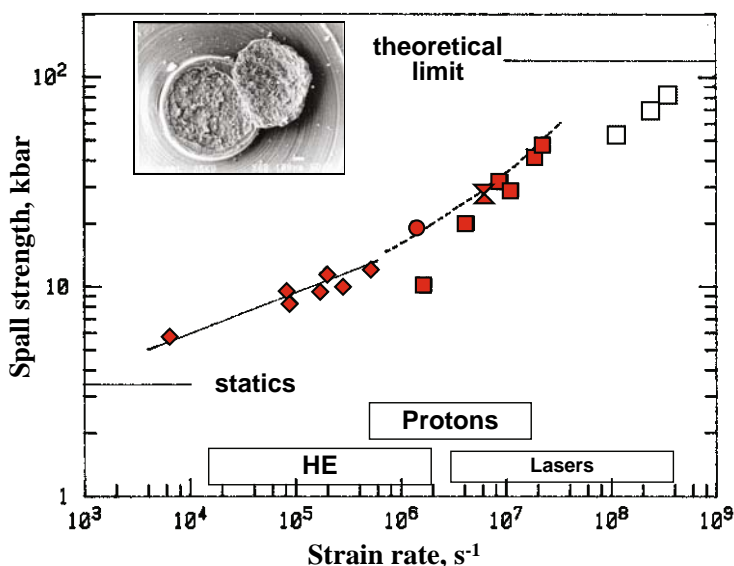 theoretical
limit
10²
Spall strength, kbar
10
statics
Protons
HE
Lasers
1
10³
10⁴
10⁵
10⁶
10⁷
10⁸
10⁹
Strain rate, s⁻¹